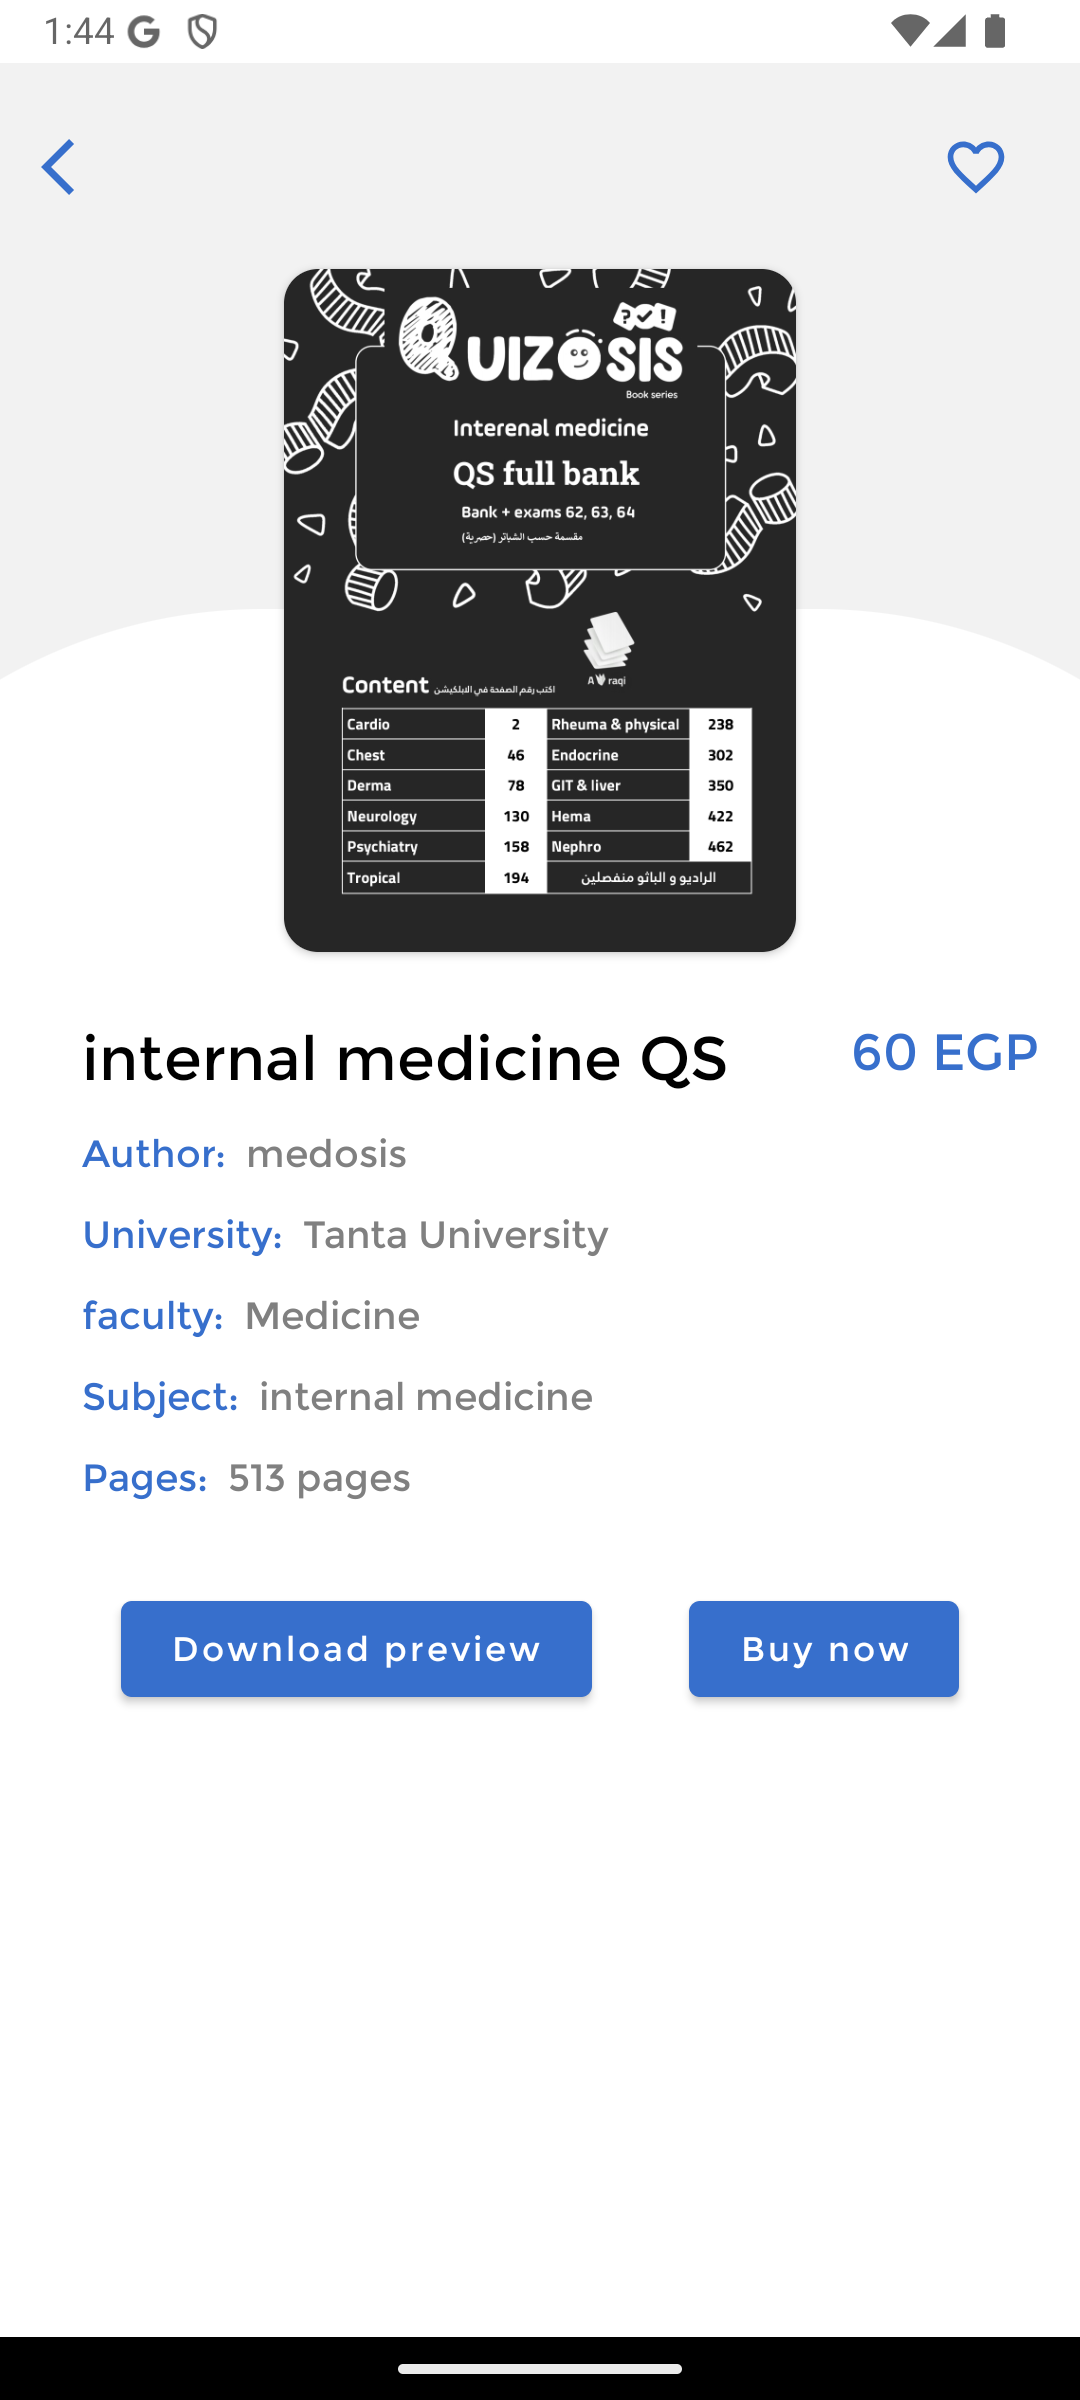 1:44
QUIZOSIS
Book series
Interenal medicine
QS full bank
Bank + exams 62, 63, 64
مقسمة حسب الشباتر (حصرية)
A raqi
Content اكتب رقم الصفحة في الابلكيشن
Cardio 2 Rheuma & physical 238
Chest 46 Endocrine 302
Derma 78 GIT & liver 350
Neurology 130 Hema 422
Psychiatry 158 Nephro 462
Tropical 194 الراديو و الباثو منفصلين
internal medicine QS 60 EGP
Author: medosis
University: Tanta University
faculty: Medicine
Subject: internal medicine
Pages: 513 pages
Download preview Buy now